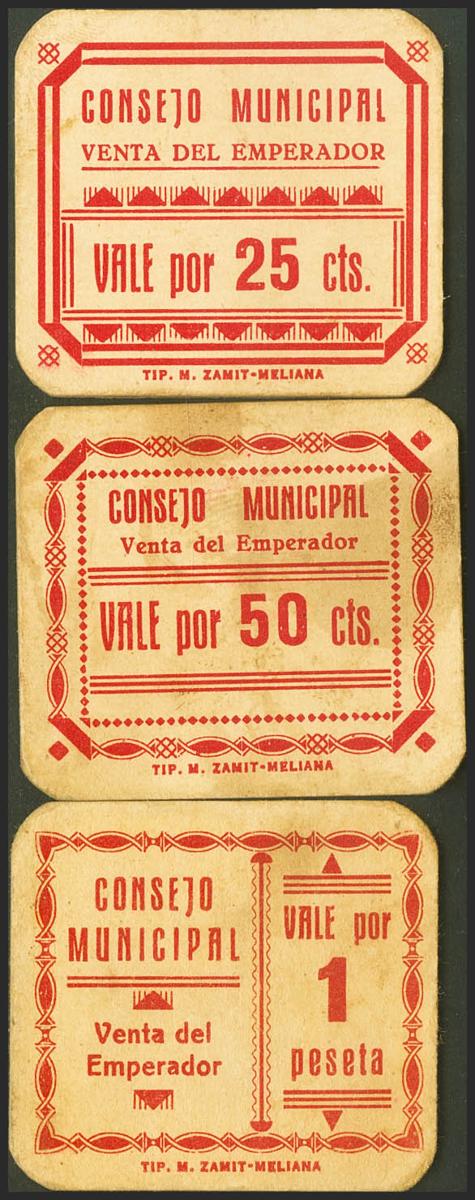 CONSEJO MUNICIPAL
VENTA DEL EMPERADOR
VALE por 25 cts.
TIP. M. ZAMIT-MELIANA
CONSEJO MUNICIPAL
Venta del Emperador
VALE por 50 cts.
TIP. M. ZAMIT-MELIANA
CONSEJO
MUNICIPAL
Venta del
Emperador
VALE por
1
peseta
TIP. M. ZAMIT-MELIANA